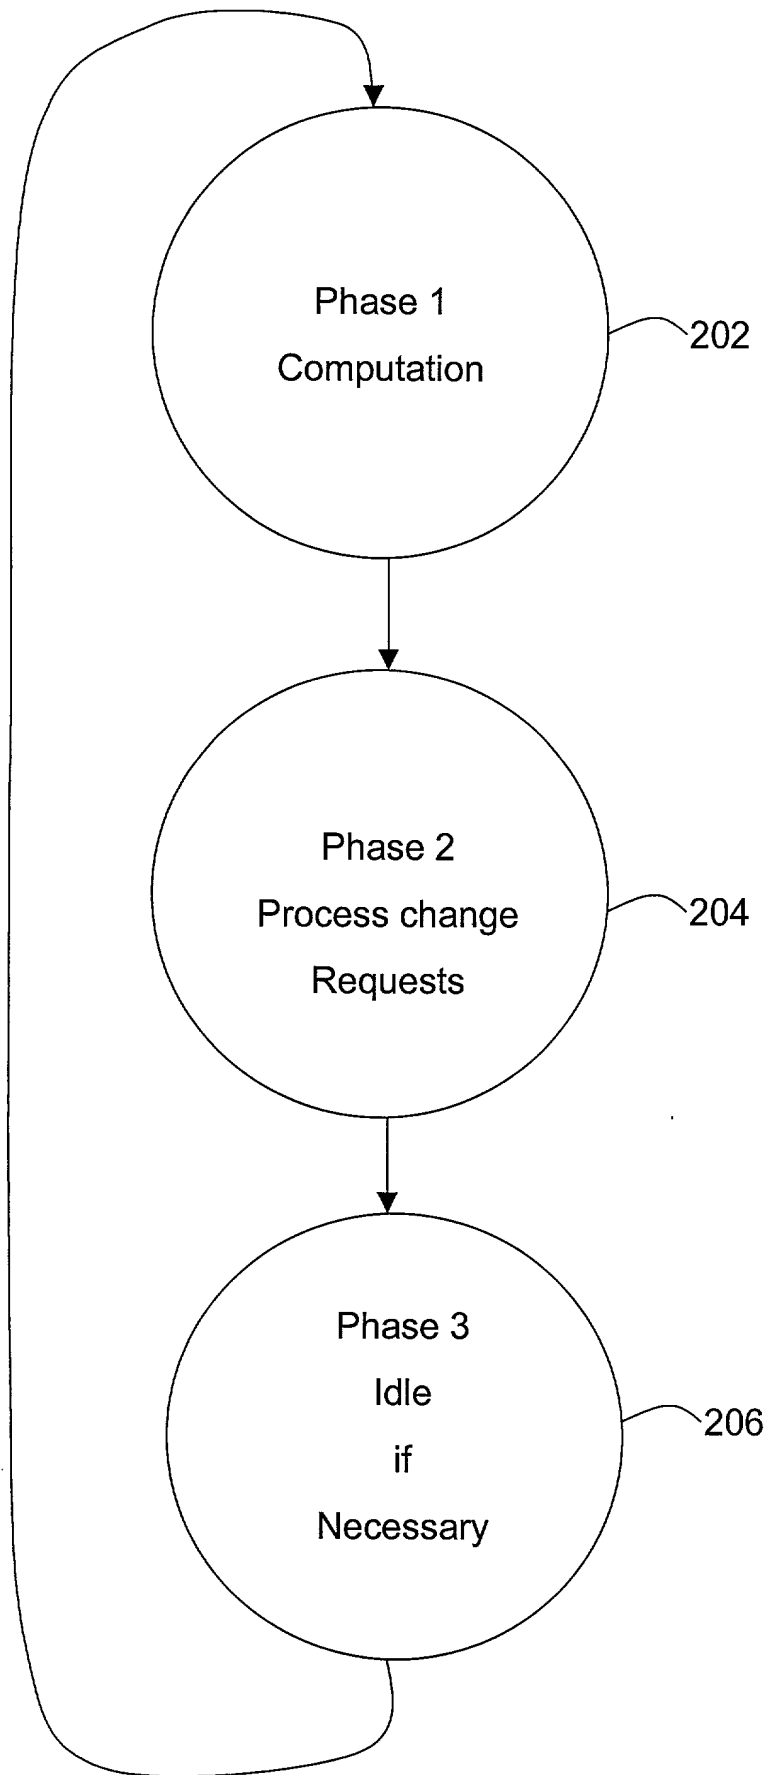 Phase 1
Computation
202
Phase 2
Process change
Requests
204
Phase 3
Idle
if
Necessary
206